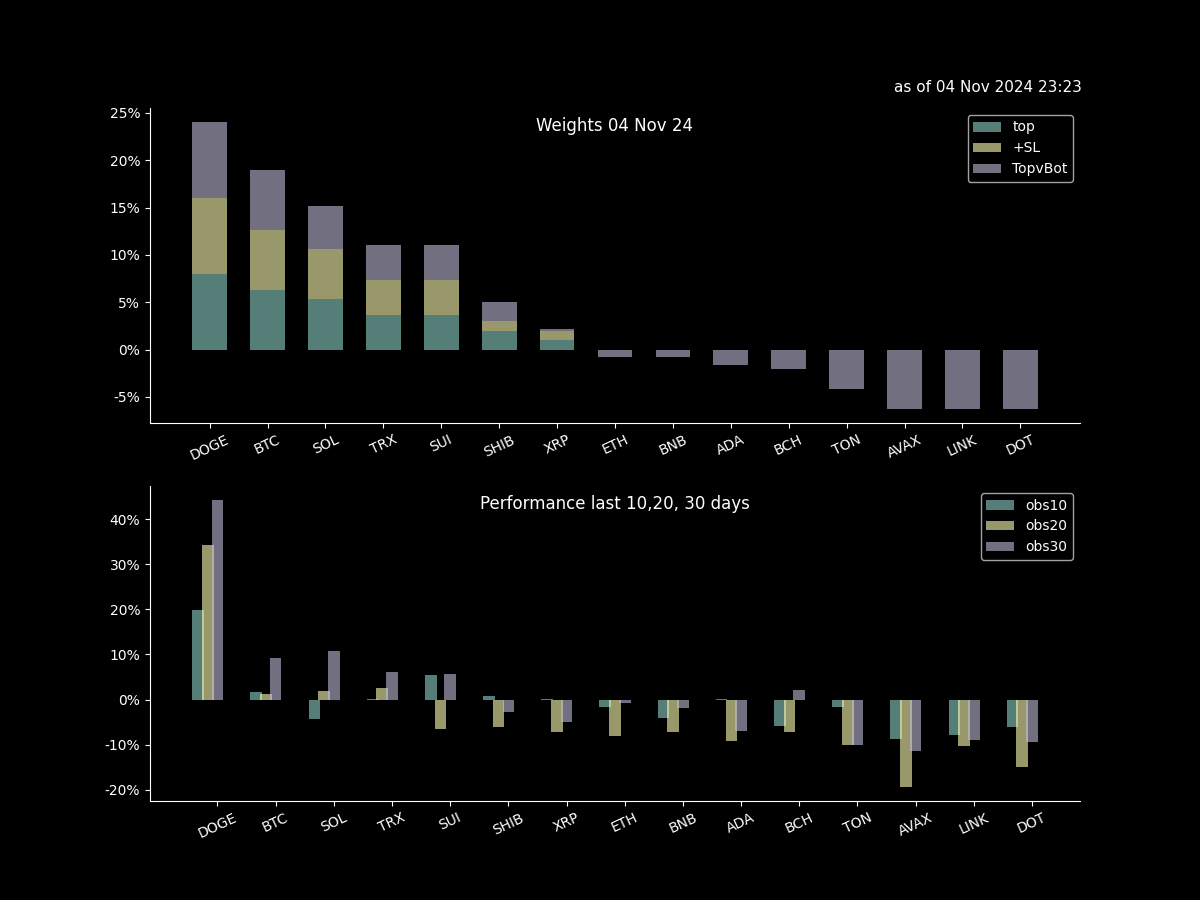 as of 04 Nov 2024 23:23
Weights 04 Nov 24
top
+SL
TopvBot
25%
20%
15%
10%
5%
0%
-5%
DOGE BTC SOL TRX SUI SHIB XRP ETH BNB ADA BCH TON AVAX LINK DOT
Performance last 10,20, 30 days
obs10
obs20
obs30
40%
30%
20%
10%
0%
-10%
-20%
DOGE BTC SOL TRX SUI SHIB XRP ETH BNB ADA BCH TON AVAX LINK DOT